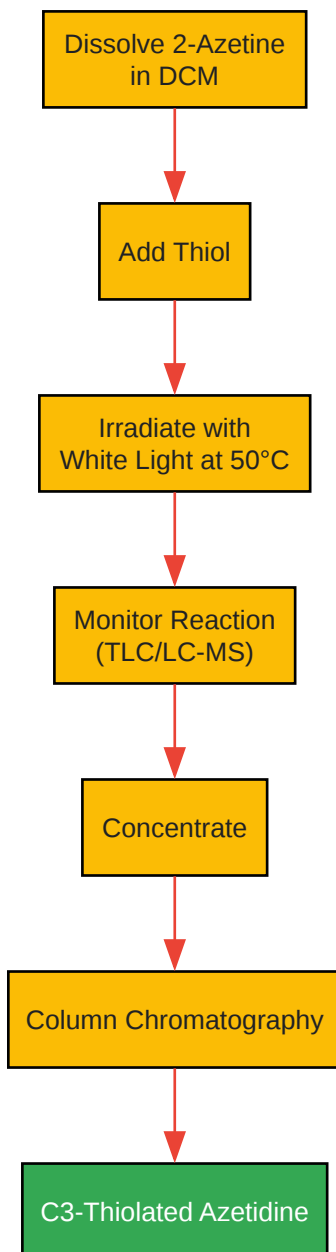 Dissolve 2-Azetine
in DCM
Add Thiol
Irradiate with
White Light at 50°C
Monitor Reaction
(TLC/LC-MS)
Concentrate
Column Chromatography
C3-Thiolated Azetidine